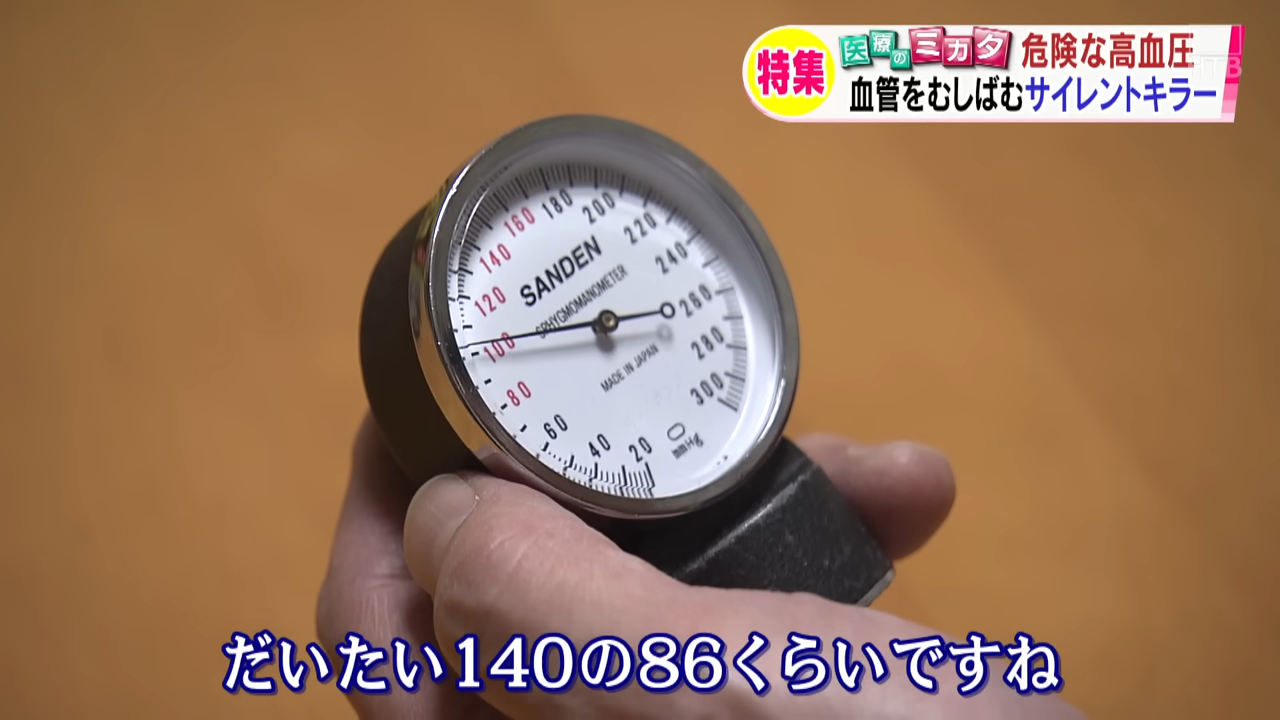 特集
医療のミカタ 危険な高血圧
血管をむしばむサイレントキラー
HTB
180
200
160
220
140
240
SANDEN
120
SPHYGMOMANOMETER
260
100
280
MADE IN JAPAN
80
300
60
40
20
mmHg
だいたい140の86くらいですね